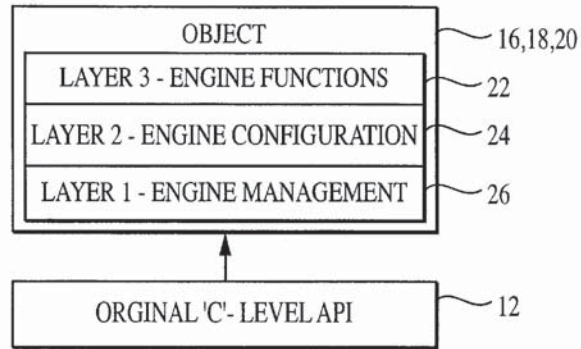 OBJECT
16,18,20
LAYER 3 - ENGINE FUNCTIONS
22
LAYER 2 - ENGINE CONFIGURATION
24
LAYER 1 - ENGINE MANAGEMENT
26
ORGINAL 'C'- LEVEL API
12